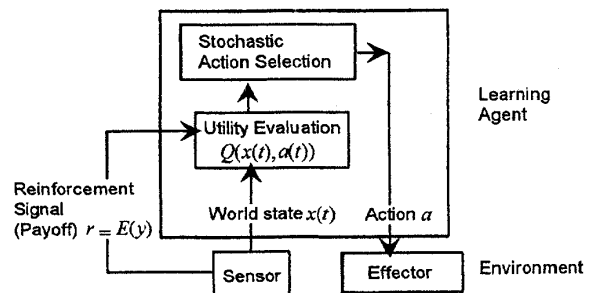 Stochastic
Action Selection
Learning
Agent
Utility Evaluation
Q(x(t),a(t))
Reinforcement
Signal
(Payoff) r = E(y)
World state x(t)
Action a
Sensor
Effector
Environment